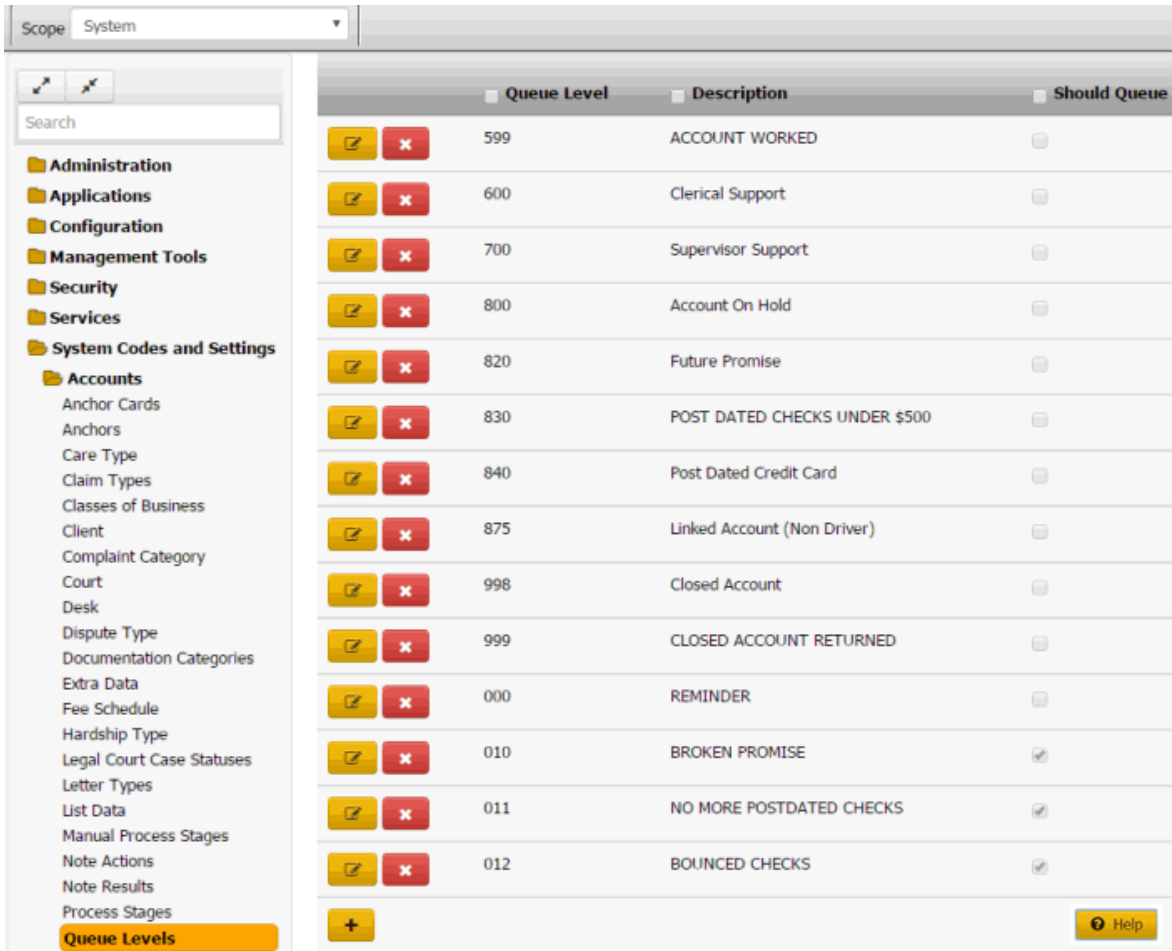 Scope System
Search
Administration
Applications
Configuration
Management Tools
Security
Services
System Codes and Settings
Accounts
Anchor Cards
Anchors
Care Type
Claim Types
Classes of Business
Client
Complaint Category
Court
Desk
Dispute Type
Documentation Categories
Extra Data
Fee Schedule
Hardship Type
Legal Court Case Statuses
Letter Types
List Data
Manual Process Stages
Note Actions
Note Results
Process Stages
Queue Levels
Queue Level Description Should Queue
599 ACCOUNT WORKED
600 Clerical Support
700 Supervisor Support
800 Account On Hold
820 Future Promise
830 POST DATED CHECKS UNDER $500
840 Post Dated Credit Card
875 Linked Account (Non Driver)
998 Closed Account
999 CLOSED ACCOUNT RETURNED
000 REMINDER
010 BROKEN PROMISE
011 NO MORE POSTDATED CHECKS
012 BOUNCED CHECKS
Help